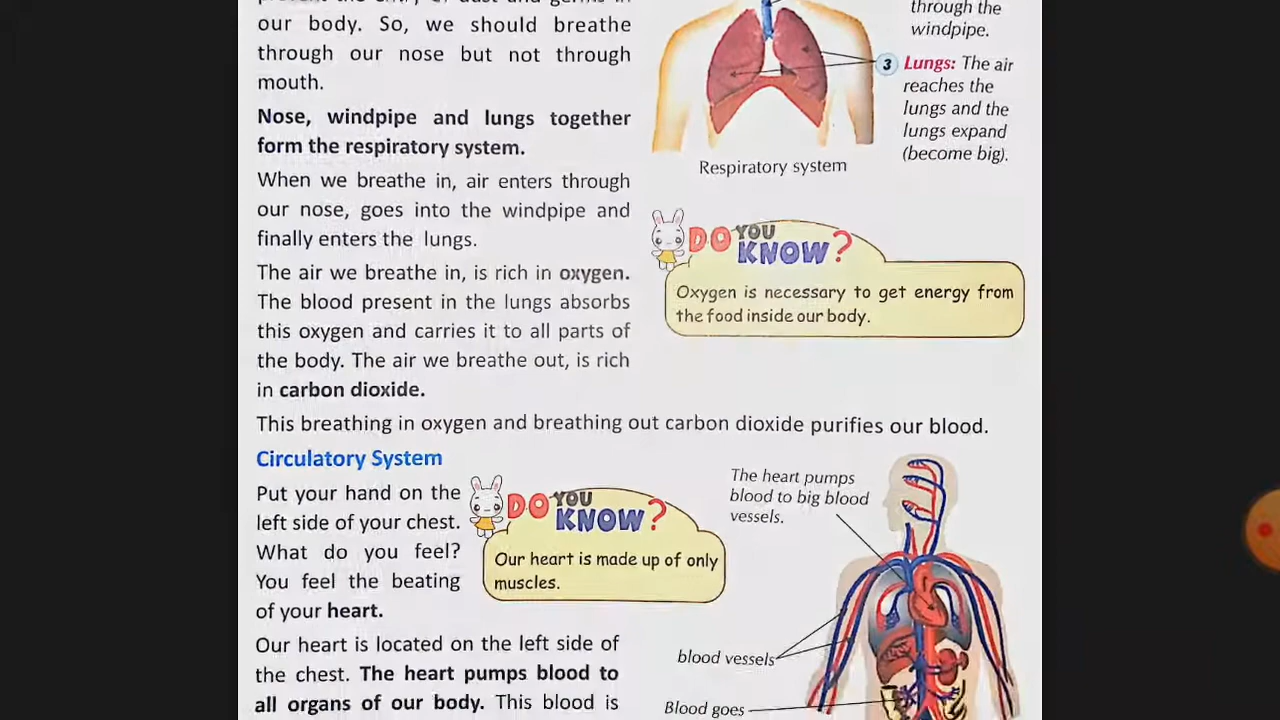 our body. So, we should breathe
through our nose but not through
mouth.
Nose, windpipe and lungs together
form the respiratory system.
When we breathe in, air enters through
our nose, goes into the windpipe and
finally enters the lungs.
The air we breathe in, is rich in oxygen.
The blood present in the lungs absorbs
this oxygen and carries it to all parts of
the body. The air we breathe out, is rich
in carbon dioxide.
through the
windpipe.
3 Lungs: The air
reaches the
lungs and the
lungs expand
(become big).
Respiratory system
DO YOU KNOW?
Oxygen is necessary to get energy from
the food inside our body.
This breathing in oxygen and breathing out carbon dioxide purifies our blood.
Circulatory System
Put your hand on the
left side of your chest.
What do you feel?
You feel the beating
of your heart.
DO YOU KNOW?
Our heart is made up of only
muscles.
Our heart is located on the left side of
the chest. The heart pumps blood to
all organs of our body. This blood is
The heart pumps
blood to big blood
vessels.
blood vessels
Blood goes